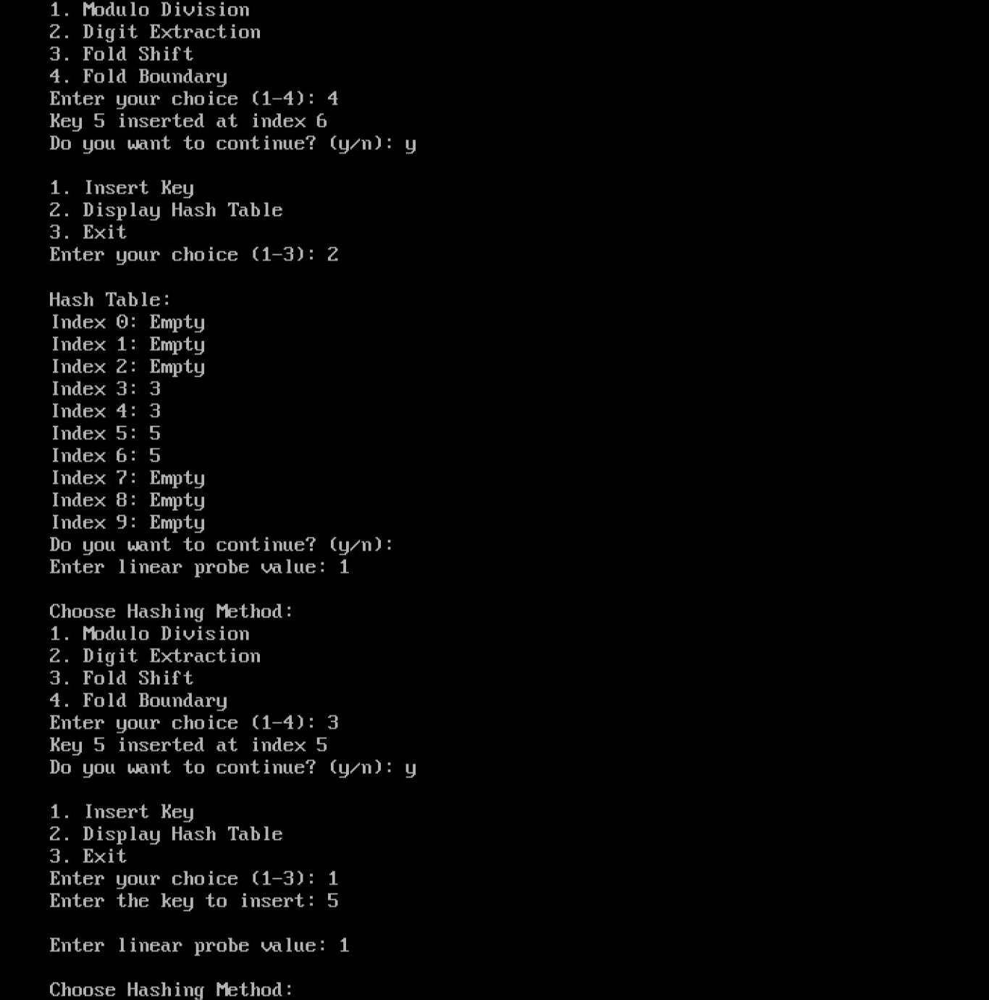 1. Modulo Division
2. Digit Extraction
3. Fold Shift
4. Fold Boundary
Enter your choice (1-4): 4
Key 5 inserted at index 6
Do you want to continue? (y/n): y
1. Insert Key
2. Display Hash Table
3. Exit
Enter your choice (1-3): 2
Hash Table:
Index 0: Empty
Index 1: Empty
Index 2: Empty
Index 3: 3
Index 4: 3
Index 5: 5
Index 6: 5
Index 7: Empty
Index 8: Empty
Index 9: Empty
Do you want to continue? (y/n):
Enter linear probe value: 1
Choose Hashing Method:
1. Modulo Division
2. Digit Extraction
3. Fold Shift
4. Fold Boundary
Enter your choice (1-4): 3
Key 5 inserted at index 5
Do you want to continue? (y/n): y
1. Insert Key
2. Display Hash Table
3. Exit
Enter your choice (1-3): 1
Enter the key to insert: 5
Enter linear probe value: 1
Choose Hashing Method: